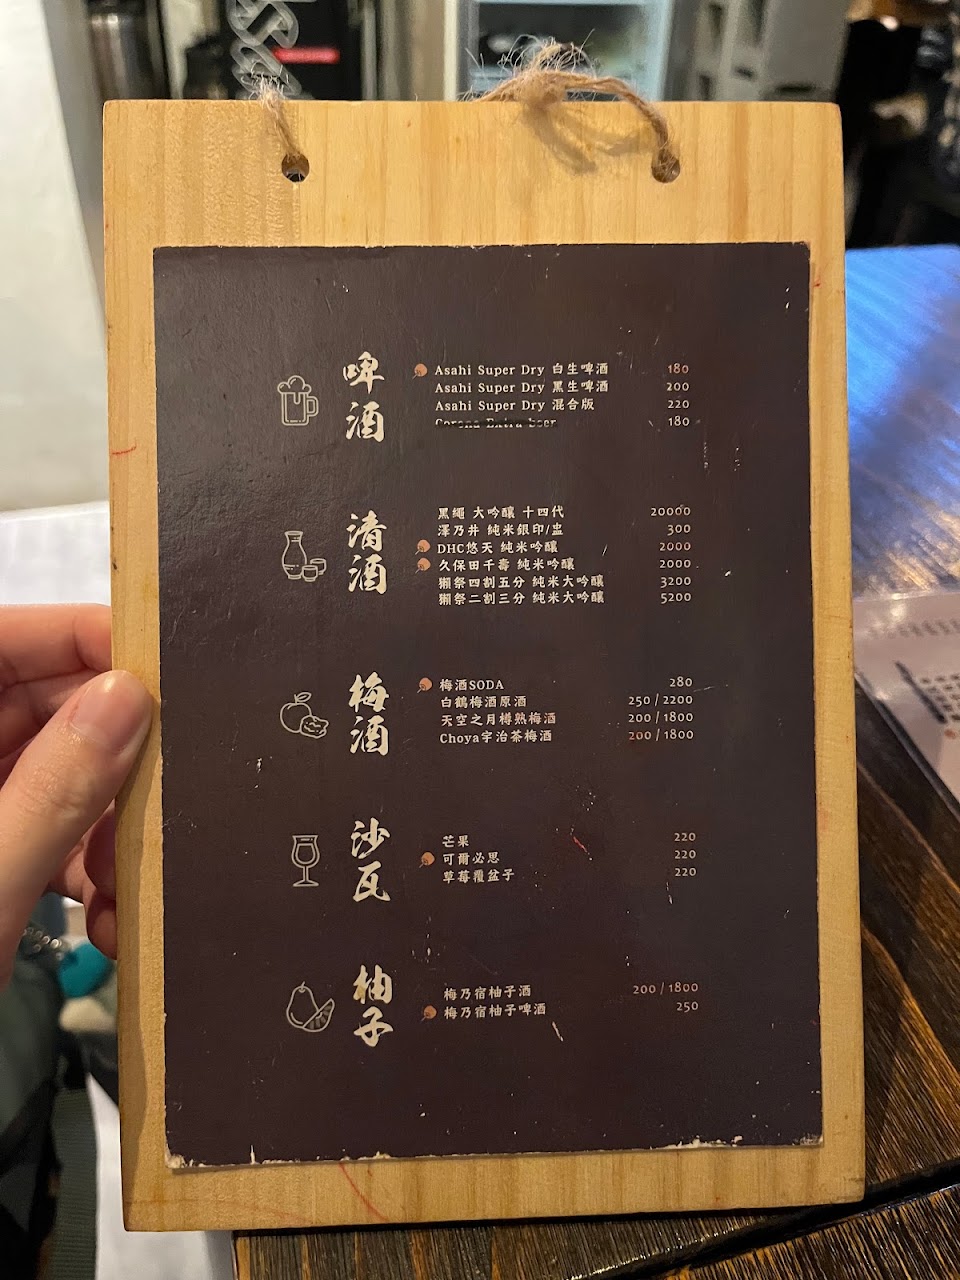 啤酒
Asahi Super Dry 白生啤酒 180
Asahi Super Dry 黑生啤酒 200
Asahi Super Dry 混合版 220
Corona Extra beer 180
清酒
黑繩 大吟釀 十四代 20000
澤乃井 純米銀印/盅 300
DHC悠天 純米吟釀 2000
久保田千壽 純米吟釀 2000
獺祭四割五分 純米大吟釀 3200
獺祭二割三分 純米大吟釀 5200
梅酒
梅酒SODA 280
白鶴梅酒原酒 250 / 2200
天空之月樽熟梅酒 200 / 1800
Choya宇治茶梅酒 200 / 1800
沙瓦
芒果 220
可爾必思 220
草莓覆盆子 220
柚子
梅乃宿柚子酒 200 / 1800
梅乃宿柚子啤酒 250